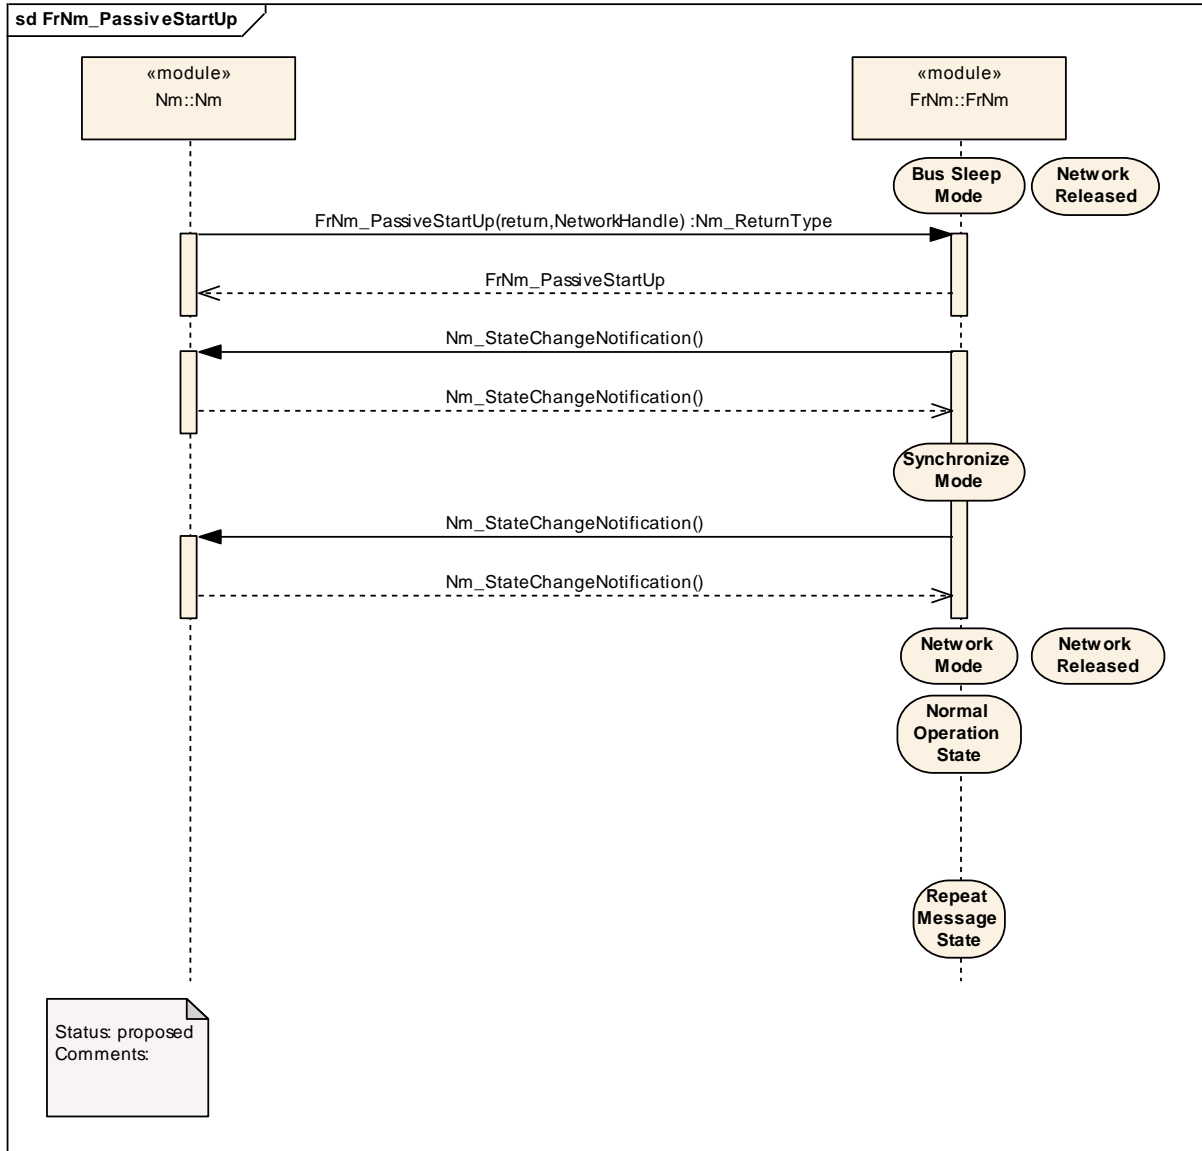 sd FrNm_PassiveStartUp
«module»
Nm::Nm
«module»
FrNm::FrNm
Bus Sleep
Mode
Network
Released
FrNm_PassiveStartUp(return,NetworkHandle) :Nm_ReturnType
FrNm_PassiveStartUp
Nm_StateChangeNotification()
Nm_StateChangeNotification()
Synchronize
Mode
Nm_StateChangeNotification()
Nm_StateChangeNotification()
Network
Mode
Network
Released
Normal
Operation
State
Repeat
Message
State
Status: proposed
Comments: